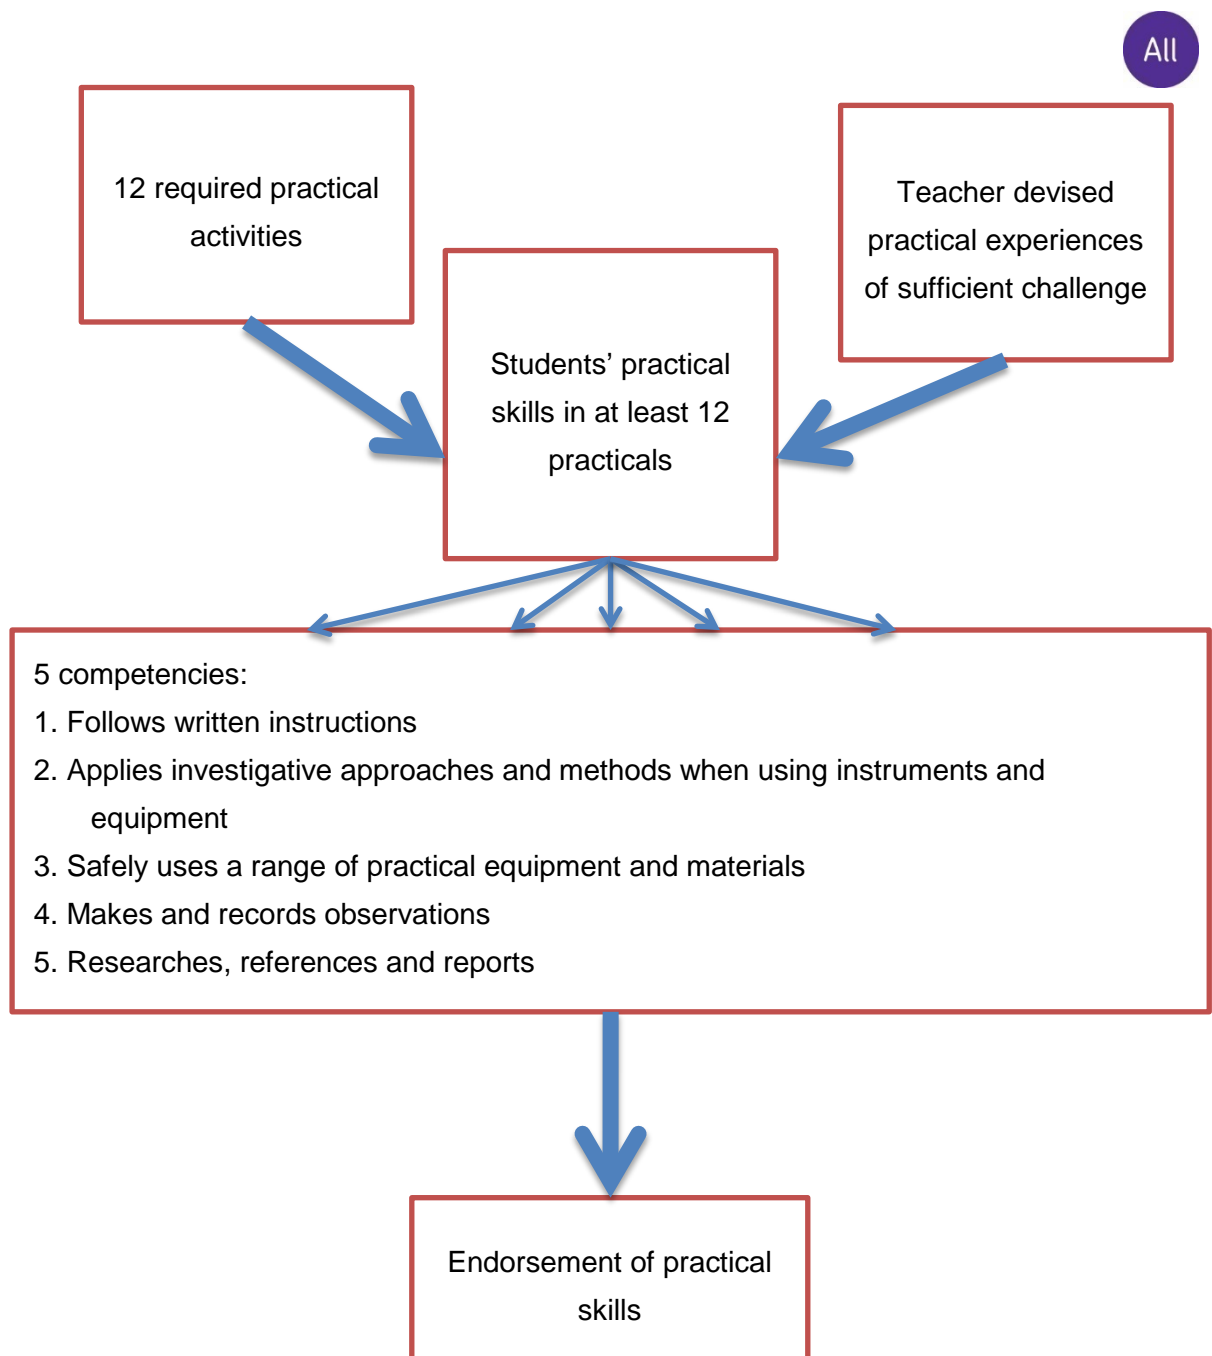 All
12 required practical
activities
Teacher devised
practical experiences
of sufficient challenge
Students’ practical
skills in at least 12
practicals
5 competencies:
1. Follows written instructions
2. Applies investigative approaches and methods when using instruments and
equipment
3. Safely uses a range of practical equipment and materials
4. Makes and records observations
5. Researches, references and reports
Endorsement of practical
skills